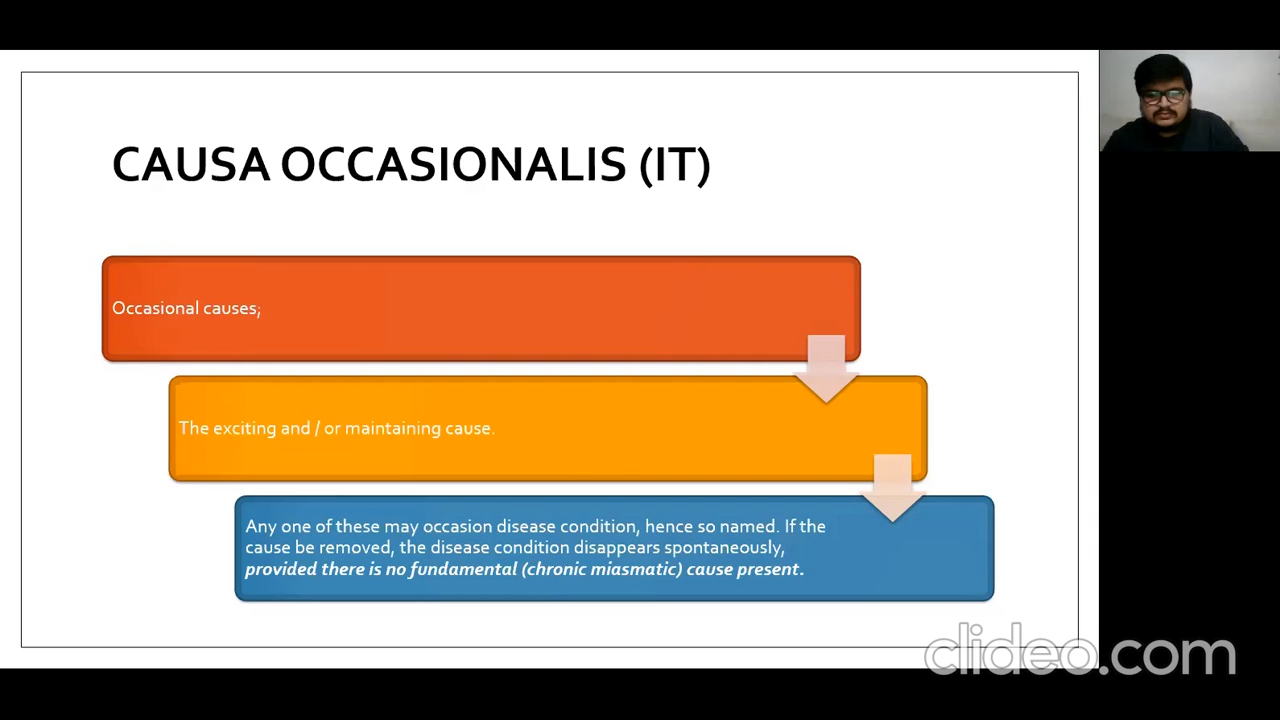 CAUSA OCCASIONALIS (IT)
Occasional causes;
The exciting and / or maintaining cause.
Any one of these may occasion disease condition, hence so named. If the
cause be removed, the disease condition disappears spontaneously,
provided there is no fundamental (chronic miasmatic) cause present.
clideo.com